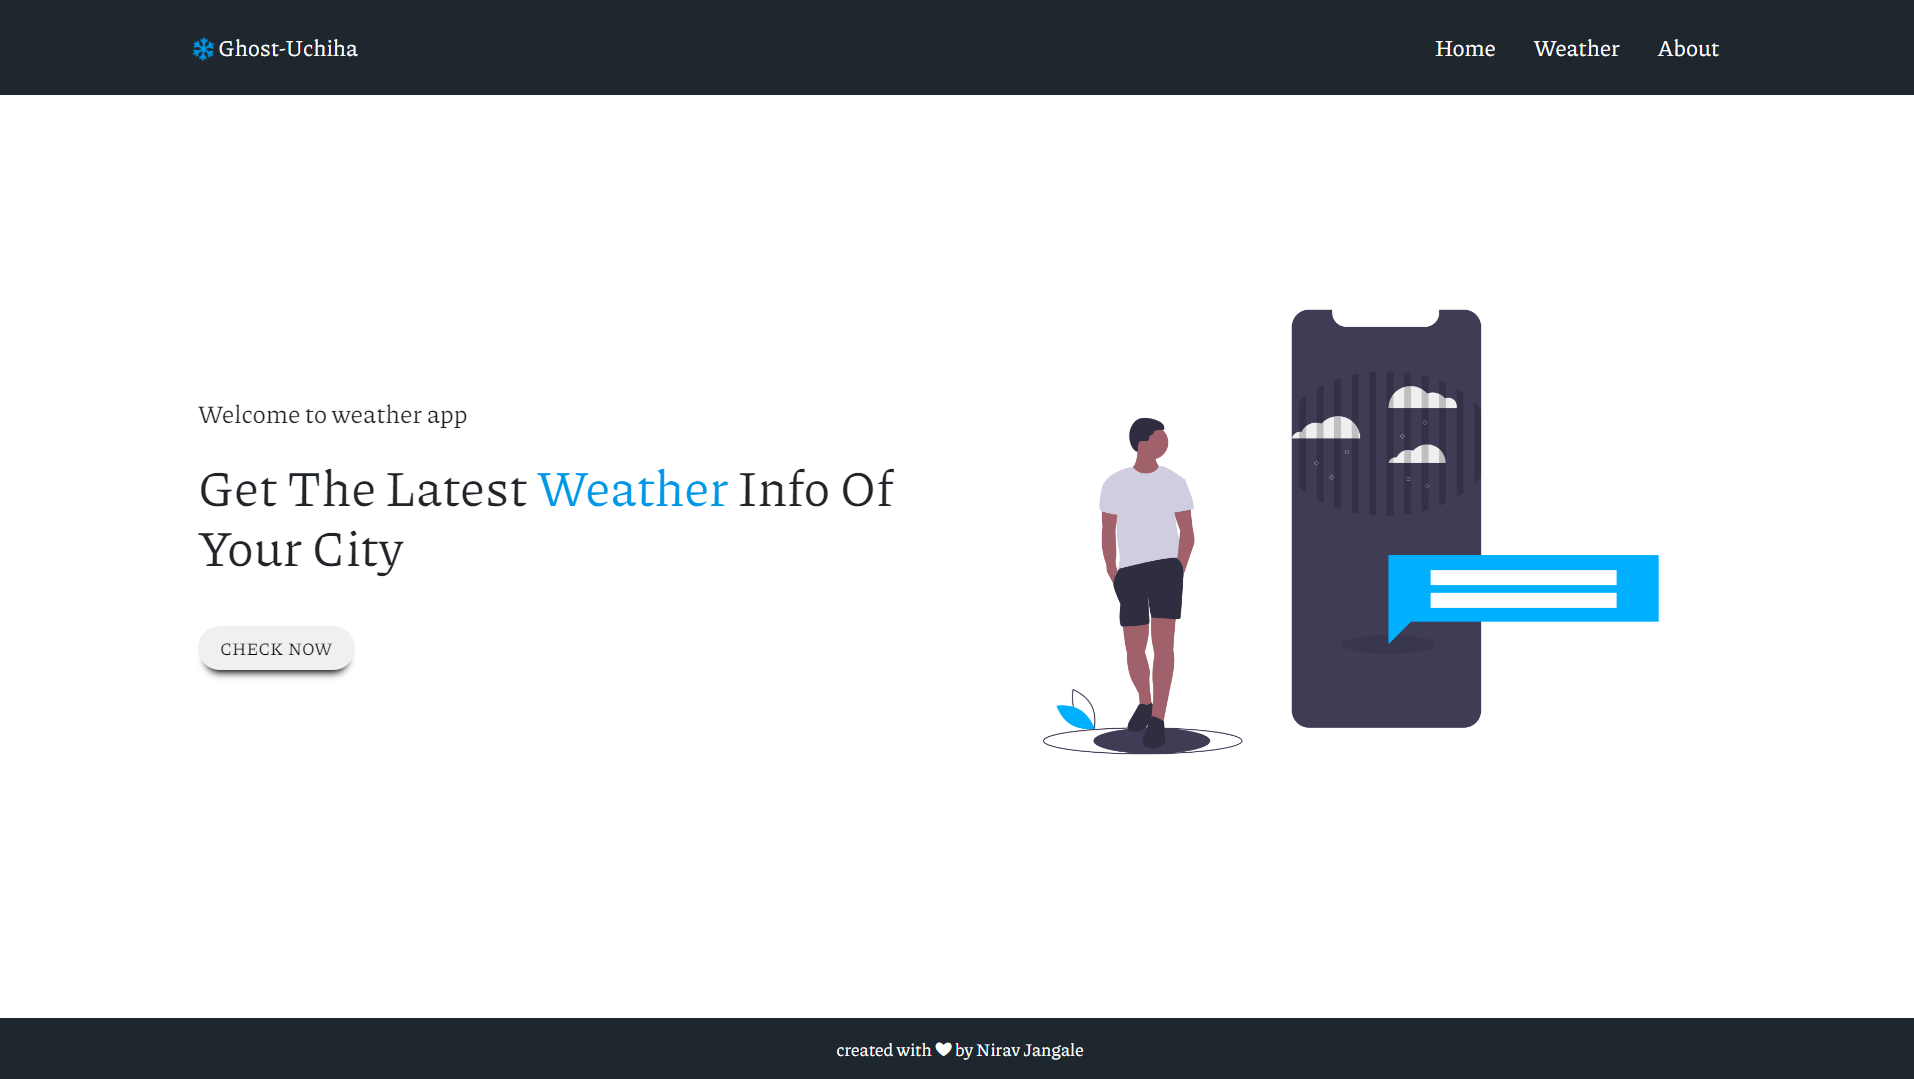 Ghost-Uchiha
Home Weather About
Welcome to weather app
Get The Latest Weather Info Of
Your City
CHECK NOW
created with ♥ by Nirav Jangale